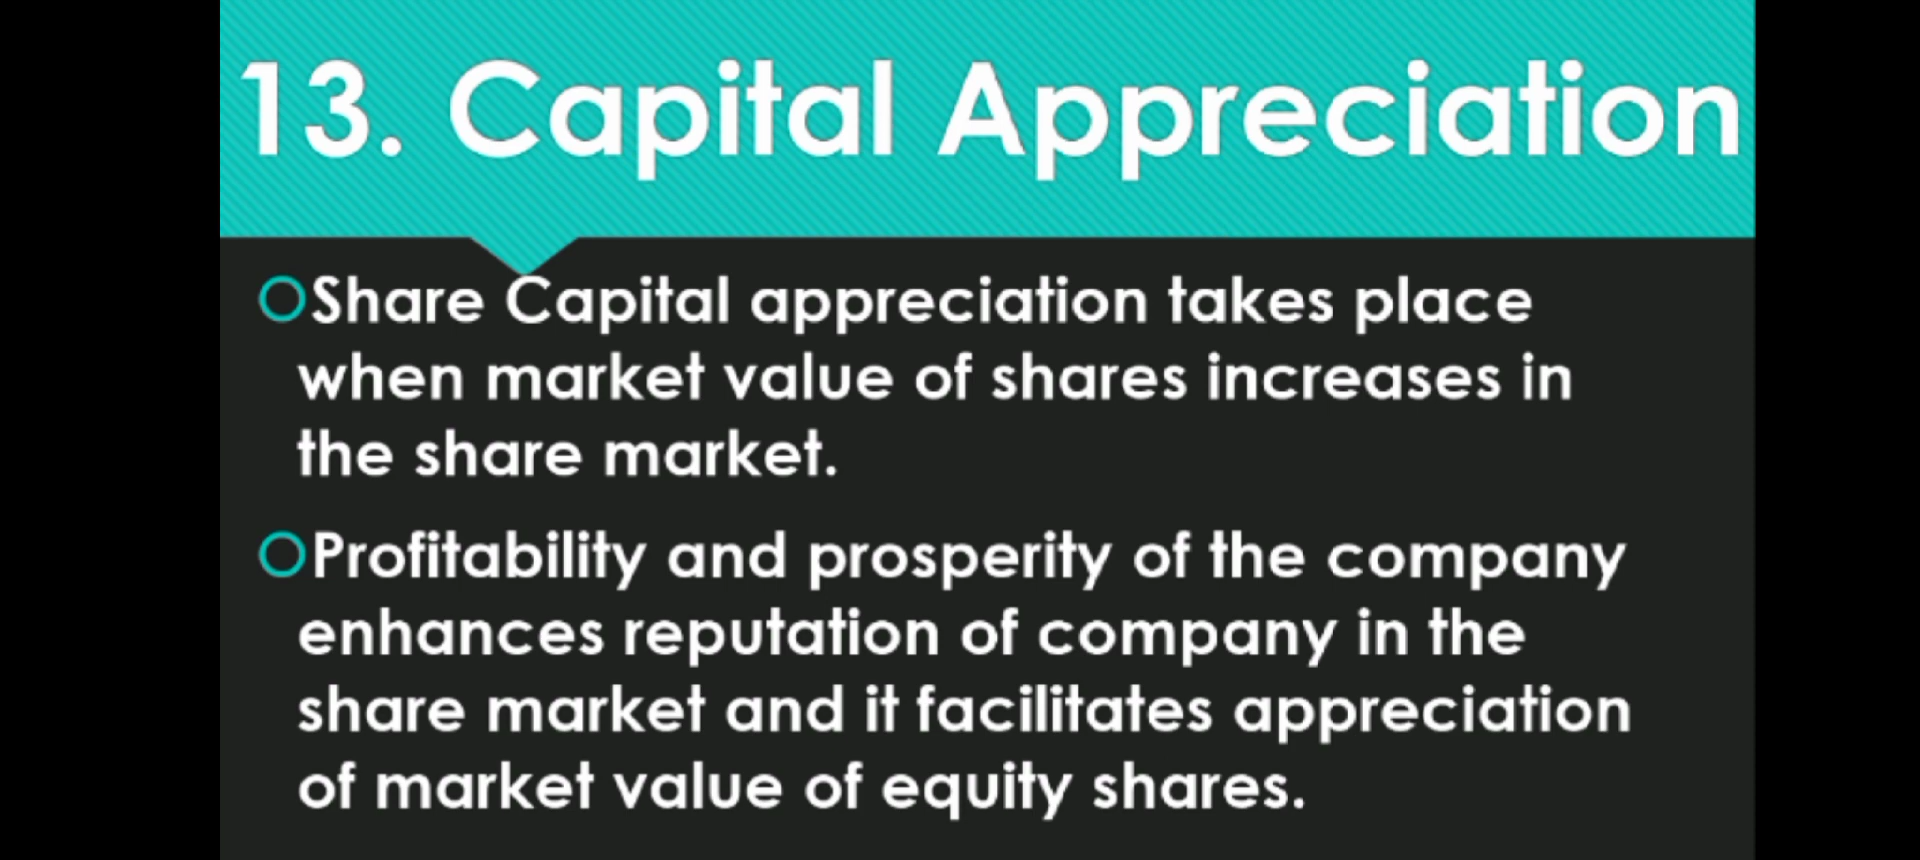 13. Capital Appreciation
Share Capital appreciation takes place
when market value of shares increases in
the share market.
Profitability and prosperity of the company
enhances reputation of company in the
share market and it facilitates appreciation
of market value of equity shares.